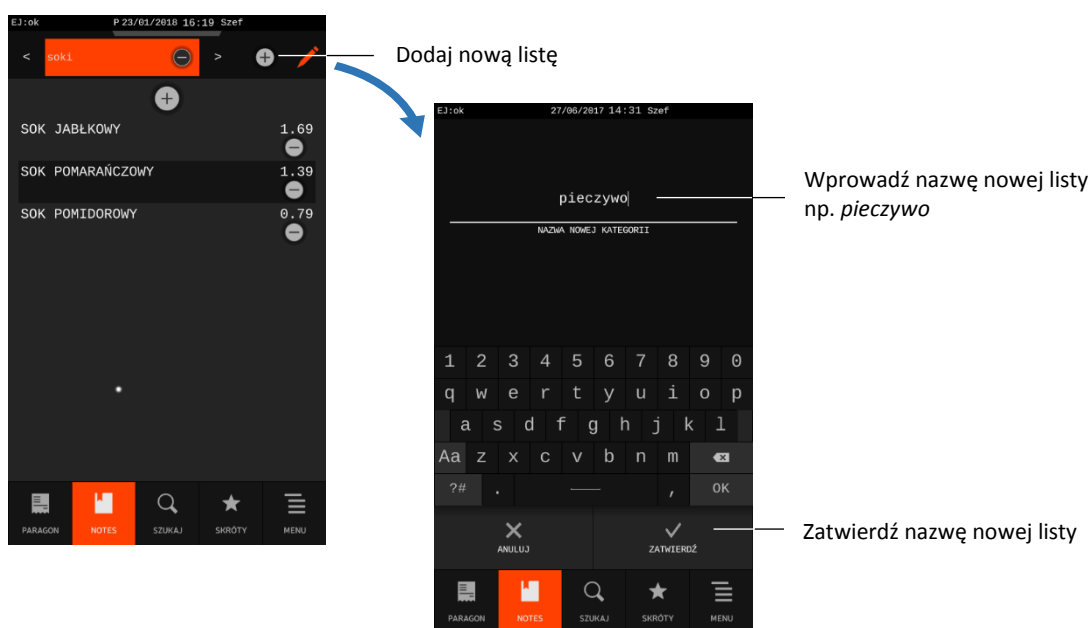 EJ:ok P 23/01/2018 16:19 Szef
< soki >
Dodaj nową listę
SOK JABŁKOWY 1.69
SOK POMARAŃCZOWY 1.39
SOK POMIDOROWY 0.79
PARAGON NOTES SZUKAJ SKRÓTY MENU
EJ:ok 27/06/2017 14:31 Szef
pieczywo
NAZWA NOWEJ KATEGORII
Wprowadź nazwę nowej listy
np. pieczywo
1 2 3 4 5 6 7 8 9 0
q w e r t y u i o p
a s d f g h j k l
Aa z x c v b n m
?# . , OK
ANULUJ ZATWIERDŹ
Zatwierdź nazwę nowej listy
PARAGON NOTES SZUKAJ SKRÓTY MENU